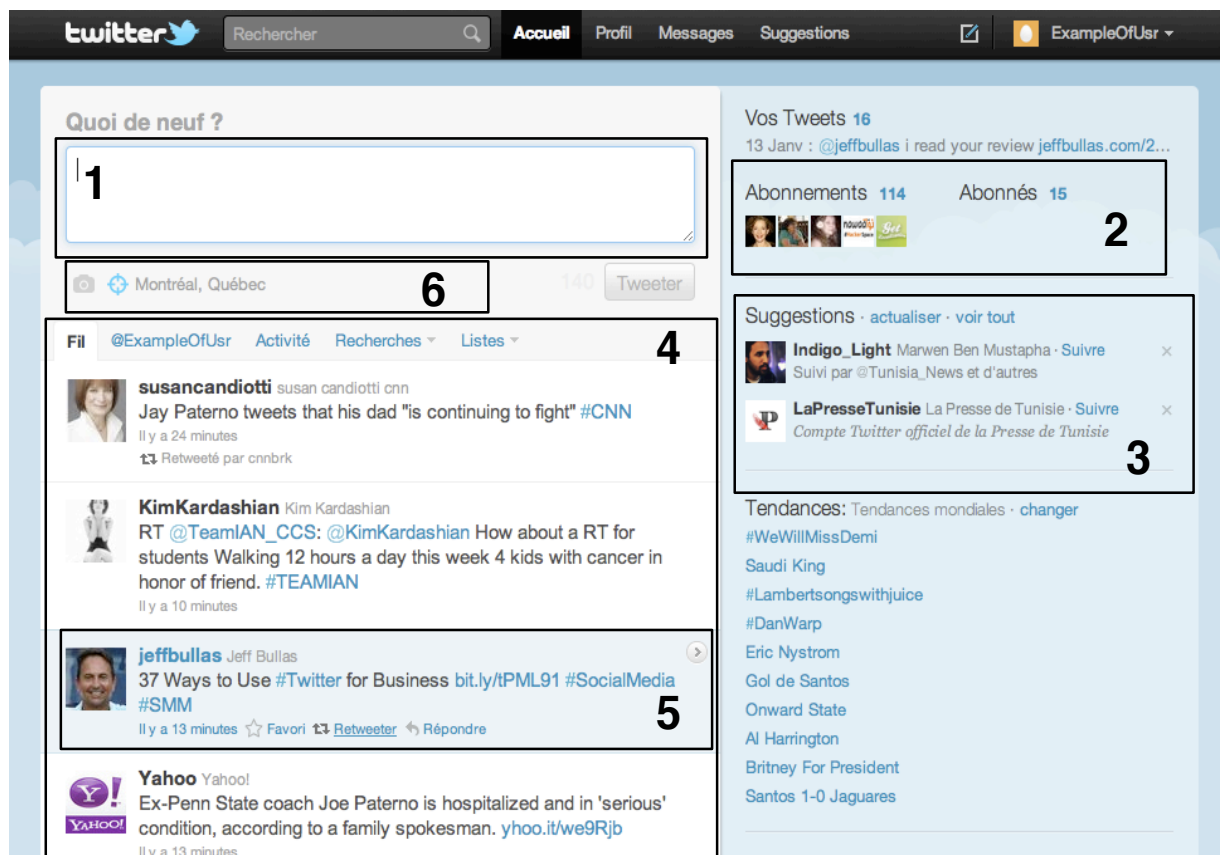 twitter
Rechercher
Accueil
Profil
Messages
Suggestions
ExampleOfUsr
Quoi de neuf ?
1
Montréal, Québec
6
140
Tweeter
Fil
@ExampleOfUsr
Activité
Recherches
Listes
4
susancandiotti susan candiotti cnn
Jay Paterno tweets that his dad "is continuing to fight" #CNN
Il y a 24 minutes
Retweeté par cnnbrk
KimKardashian Kim Kardashian
RT @TeamIAN_CCS: @KimKardashian How about a RT for
students Walking 12 hours a day this week 4 kids with cancer in
honor of friend. #TEAMIAN
Il y a 10 minutes
jeffbullas Jeff Bullas
37 Ways to Use #Twitter for Business bit.ly/tPML91 #SocialMedia
#SMM
5
Il y a 13 minutes Favori Retweeter Répondre
Yahoo Yahoo!
Y!
YAHOO!
Ex-Penn State coach Joe Paterno is hospitalized and in 'serious'
condition, according to a family spokesman. yhoo.it/we9Rjb
Il y a 13 minutes
Vos Tweets 16
13 Janv : @jeffbullas i read your review jeffbullas.com/2...
Abonnements 114
Abonnés 15
2
Get
Suggestions · actualiser · voir tout
Indigo_Light Marwen Ben Mustapha · Suivre
Suivi par @Tunisia_News et d'autres
LaPresseTunisie La Presse de Tunisie · Suivre
P
Compte Twitter officiel de la Presse de Tunisie
3
Tendances: Tendances mondiales · changer
#WeWillMissDemi
Saudi King
#Lambertsongswithjuice
#DanWarp
Eric Nystrom
Gol de Santos
Onward State
Al Harrington
Britney For President
Santos 1-0 Jaguares